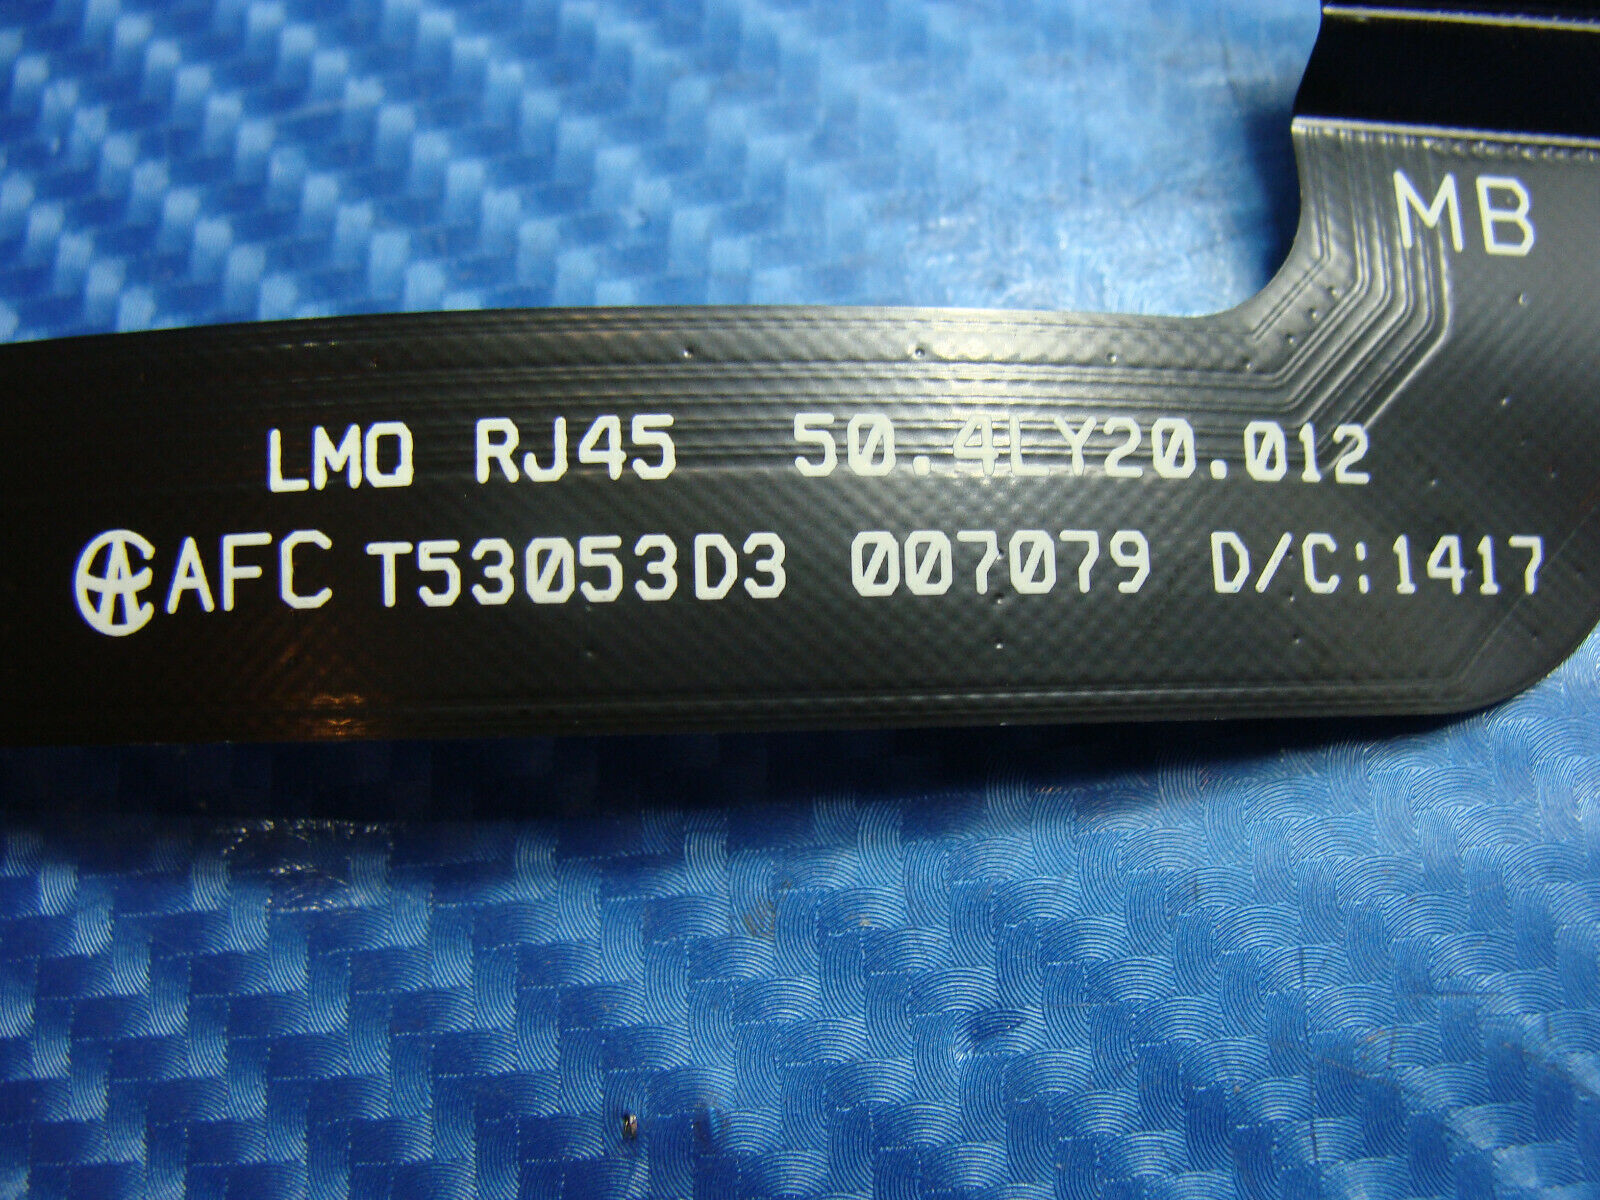 MB
LMQ RJ45 50.4LY20.012
AFC T53053D3 007079 D/C:1417